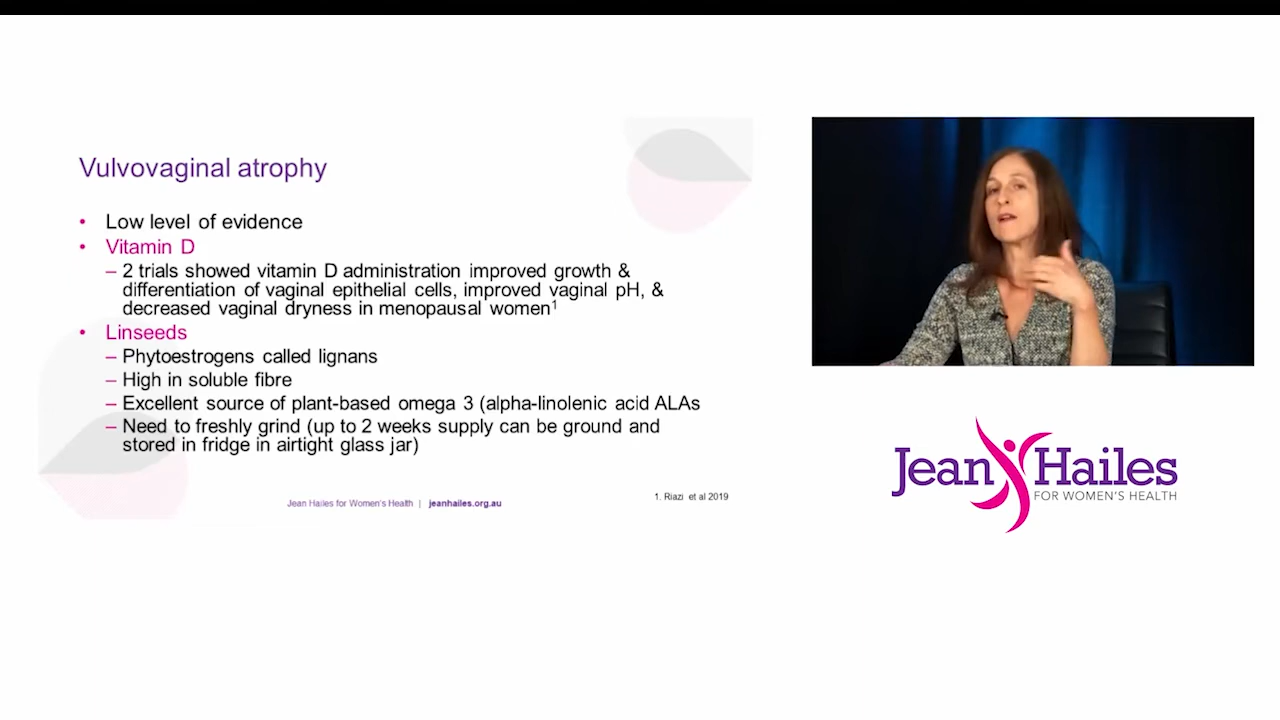 Vulvovaginal atrophy
• Low level of evidence
• Vitamin D
– 2 trials showed vitamin D administration improved growth &
differentiation of vaginal epithelial cells, improved vaginal pH, &
decreased vaginal dryness in menopausal women1
• Linseeds
– Phytoestrogens called lignans
– High in soluble fibre
– Excellent source of plant-based omega 3 (alpha-linolenic acid ALAs
– Need to freshly grind (up to 2 weeks supply can be ground and
stored in fridge in airtight glass jar)
Jean Hailes for Women's Health | jeanhailes.org.au
1. Riazi et al 2019
Jean Hailes
FOR WOMEN'S HEALTH